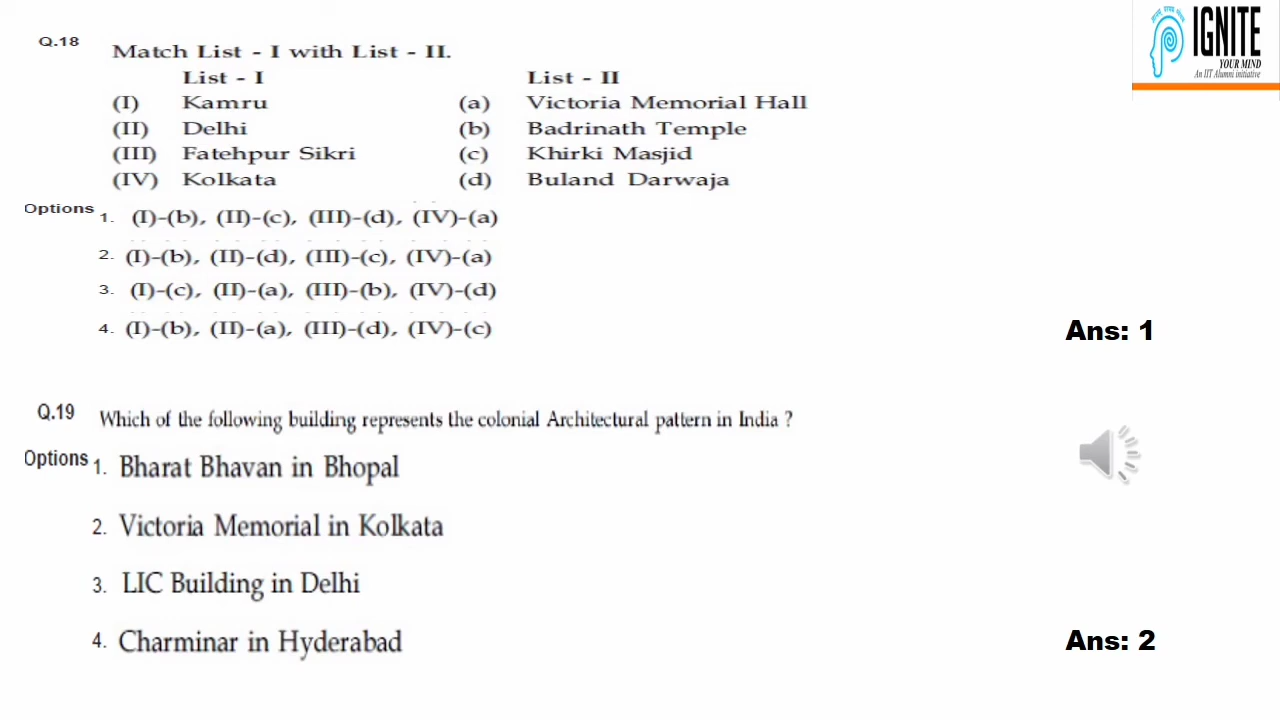 IGNITE
YOUR MIND
An IIT Alumni initiative
Q.18
Match List - I with List - II.
List - I List - II
(I) Kamru (a) Victoria Memorial Hall
(II) Delhi (b) Badrinath Temple
(III) Fatehpur Sikri (c) Khirki Masjid
(IV) Kolkata (d) Buland Darwaja
Options 1. (I)-(b), (II)-(c), (III)-(d), (IV)-(a)
2. (I)-(b), (II)-(d), (III)-(c), (IV)-(a)
3. (I)-(c), (II)-(a), (III)-(b), (IV)-(d)
4. (I)-(b), (II)-(a), (III)-(d), (IV)-(c)
Ans: 1
Q.19 Which of the following building represents the colonial Architectural pattern in India ?
Options 1. Bharat Bhavan in Bhopal
2. Victoria Memorial in Kolkata
3. LIC Building in Delhi
4. Charminar in Hyderabad
Ans: 2